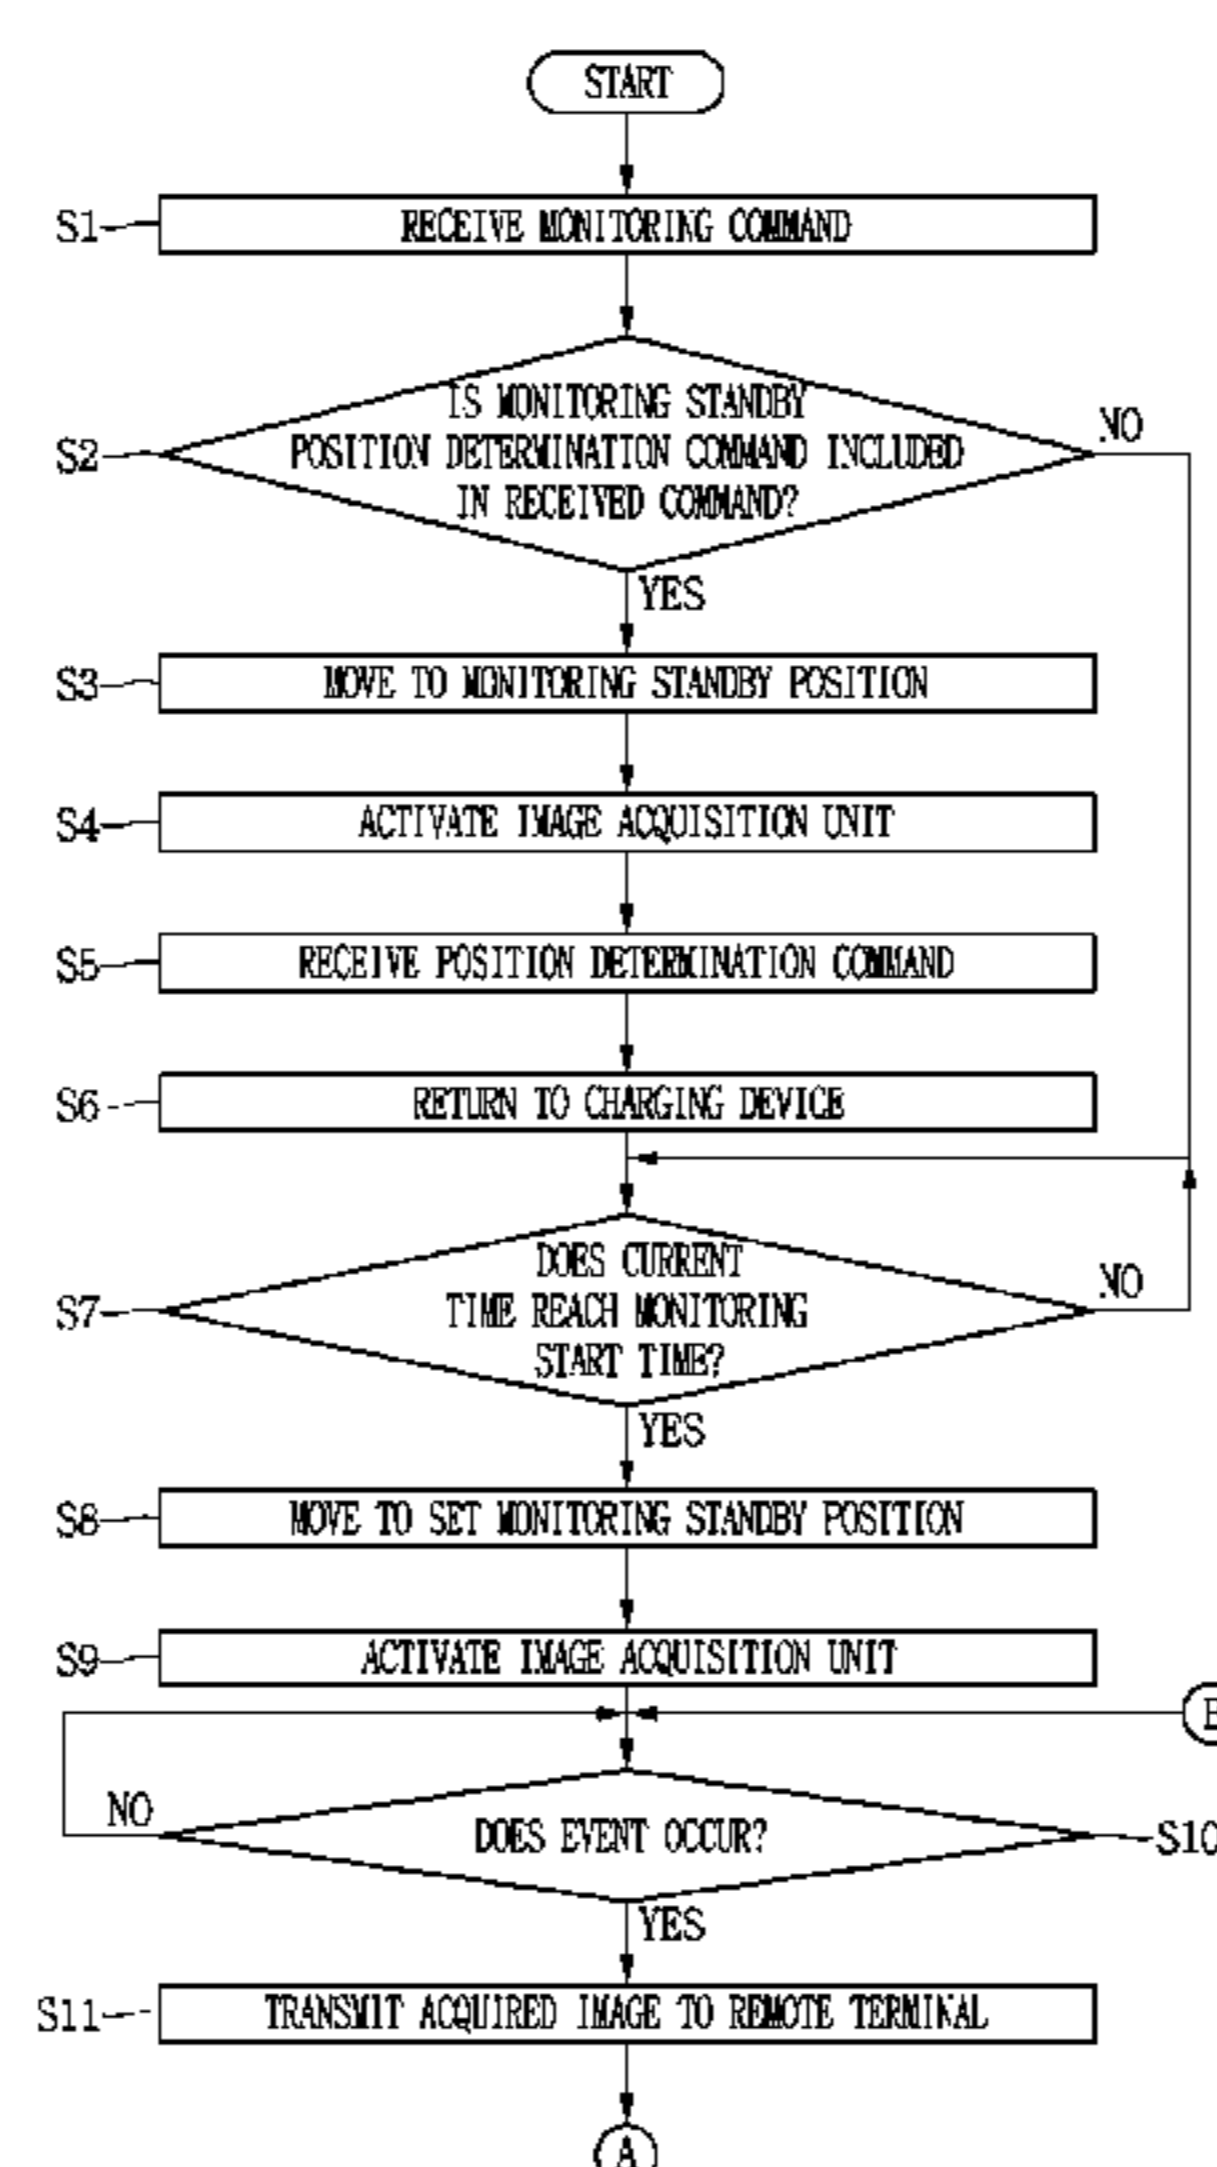 START
S1
RECEIVE MONITORING COMMAND
IS MONITORING STANDBY
POSITION DETERMINATION COMMAND INCLUDED
IN RECEIVED COMMAND?
S2
NO
YES
S3
MOVE TO MONITORING STANDBY POSITION
S4
ACTIVATE IMAGE ACQUISITION UNIT
S5
RECEIVE POSITION DETERMINATION COMMAND
S6
RETURN TO CHARGING DEVICE
DOES CURRENT
TIME REACH MONITORING
START TIME?
S7
NO
YES
S8
MOVE TO SET MONITORING STANDBY POSITION
S9
ACTIVATE IMAGE ACQUISITION UNIT
NO
DOES EVENT OCCUR?
S10
YES
S11
TRANSMIT ACQUIRED IMAGE TO REMOTE TERMINAL
A